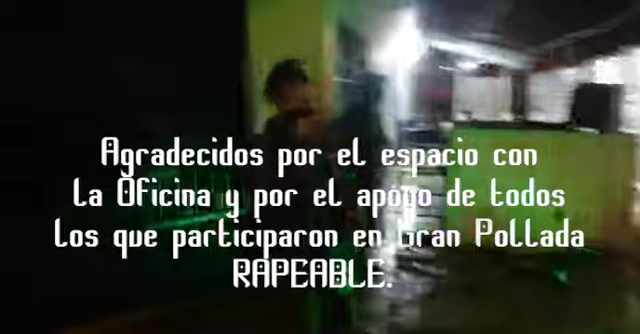 Agradecidos por el espacio con
La Oficina y por el apoyo de todos
los que participaron en Gran Pollada
RAPEABLE.